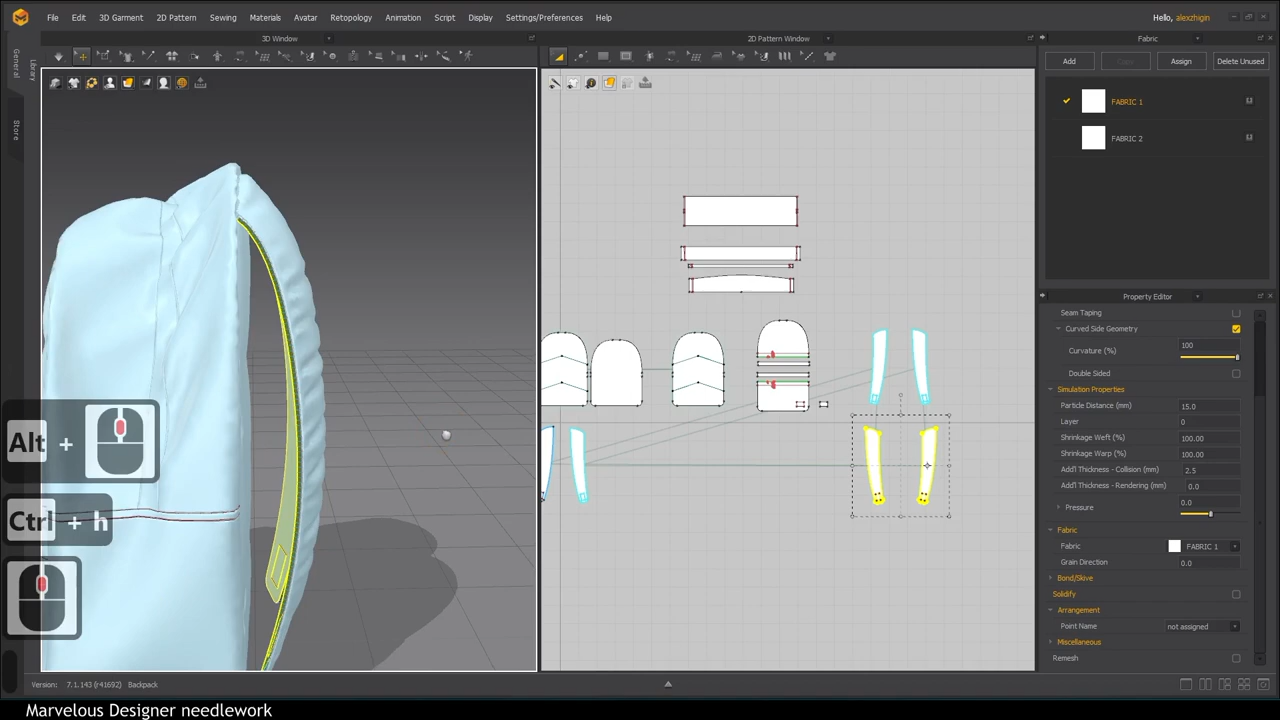 File Edit 3D Garment 2D Pattern Sewing Materials Avatar Retopology Animation Script Display Settings/Preferences Help Hello, alexzhigin
3D Window 2D Pattern Window Fabric
General
Library
Store
Add Copy Assign Delete Unused
FABRIC 1
FABRIC 2
Property Editor
Seam Taping
Curved Side Geometry
Curvature (%) 100
Double Sided
Simulation Properties
Particle Distance (mm) 15.0
Layer 0
Shrinkage Weft (%) 100.00
Shrinkage Warp (%) 100.00
Add'l Thickness - Collision (mm) 2.5
Add'l Thickness - Rendering (mm) 0.0
Pressure 0.0
Fabric
Fabric FABRIC 1
Grain Direction 0.0
Bond/Skive
Solidify
Arrangement
Point Name not assigned
Miscellaneous
Remesh
Alt +
Ctrl + h
Version: 7.1.143 (r41692) Backpack
Marvelous Designer needlework